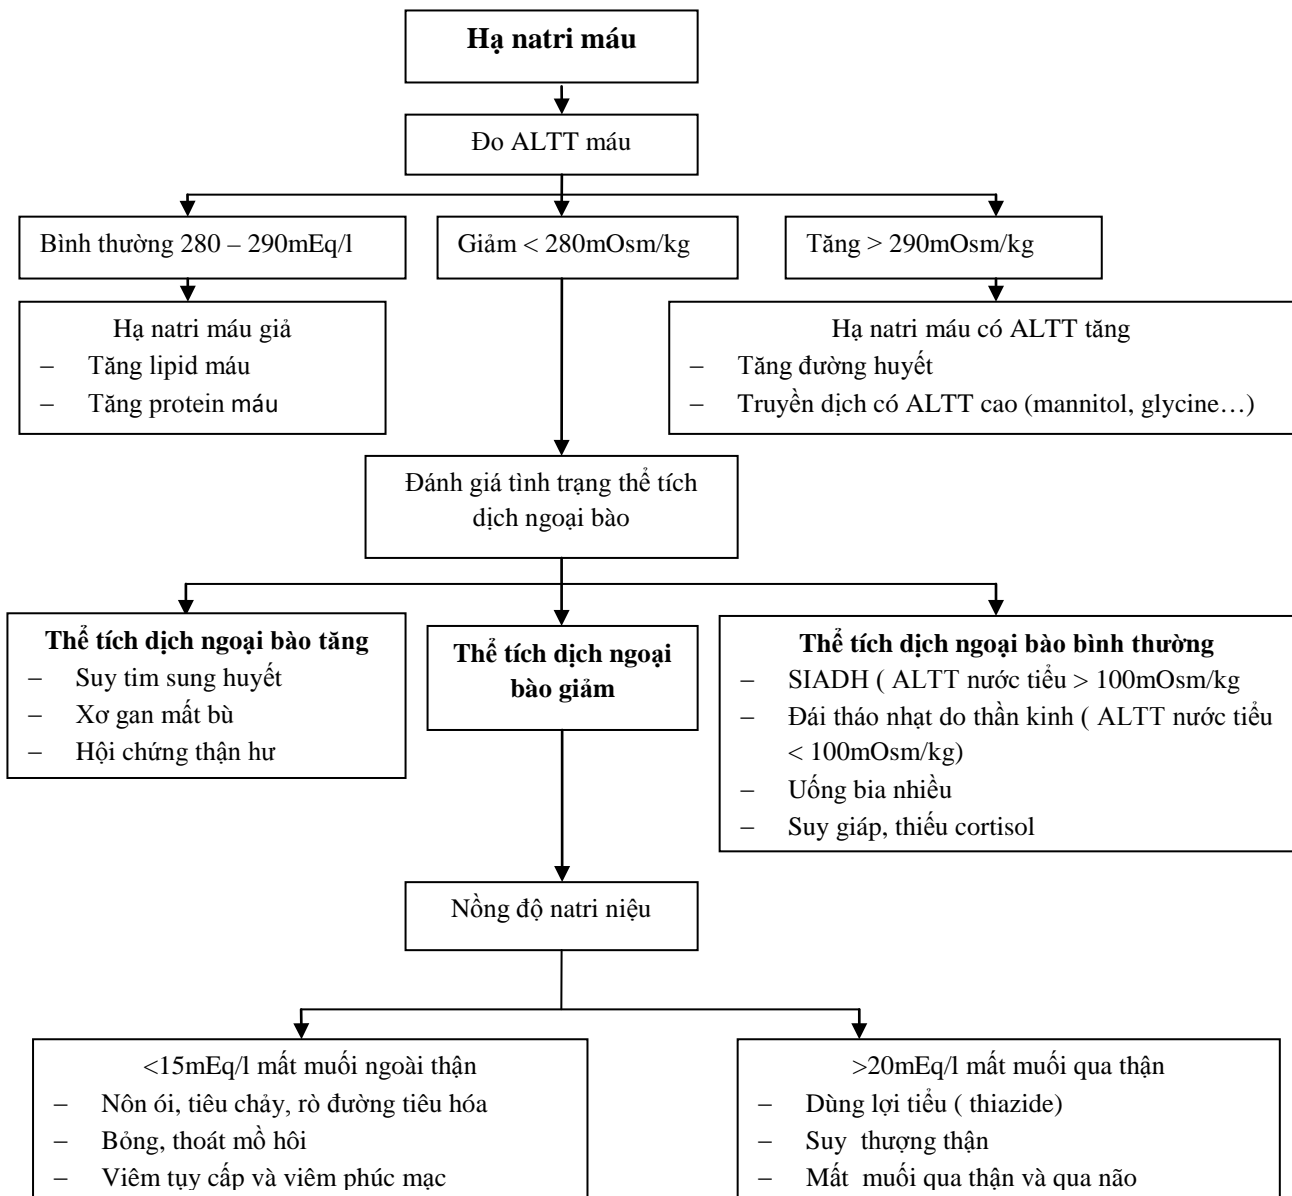 Hạ natri máu
Đo ALTT máu
Bình thường 280 – 290mEq/l
Giảm < 280mOsm/kg
Tăng > 290mOsm/kg
Hạ natri máu giả
– Tăng lipid máu
– Tăng protein máu
Hạ natri máu có ALTT tăng
– Tăng đường huyết
– Truyền dịch có ALTT cao (mannitol, glycine…)
Đánh giá tình trạng thể tích
dịch ngoại bào
Thể tích dịch ngoại bào tăng
– Suy tim sung huyết
– Xơ gan mất bù
– Hội chứng thận hư
Thể tích dịch ngoại
bào giảm
Thể tích dịch ngoại bào bình thường
– SIADH ( ALTT nước tiểu > 100mOsm/kg
– Đái tháo nhạt do thần kinh ( ALTT nước tiểu
< 100mOsm/kg)
– Uống bia nhiều
– Suy giáp, thiếu cortisol
Nồng độ natri niệu
<15mEq/l mất muối ngoài thận
– Nôn ói, tiêu chảy, rò đường tiêu hóa
– Bỏng, thoát mồ hôi
– Viêm tụy cấp và viêm phúc mạc
>20mEq/l mất muối qua thận
– Dùng lợi tiểu ( thiazide)
– Suy thượng thận
– Mất muối qua thận và qua não